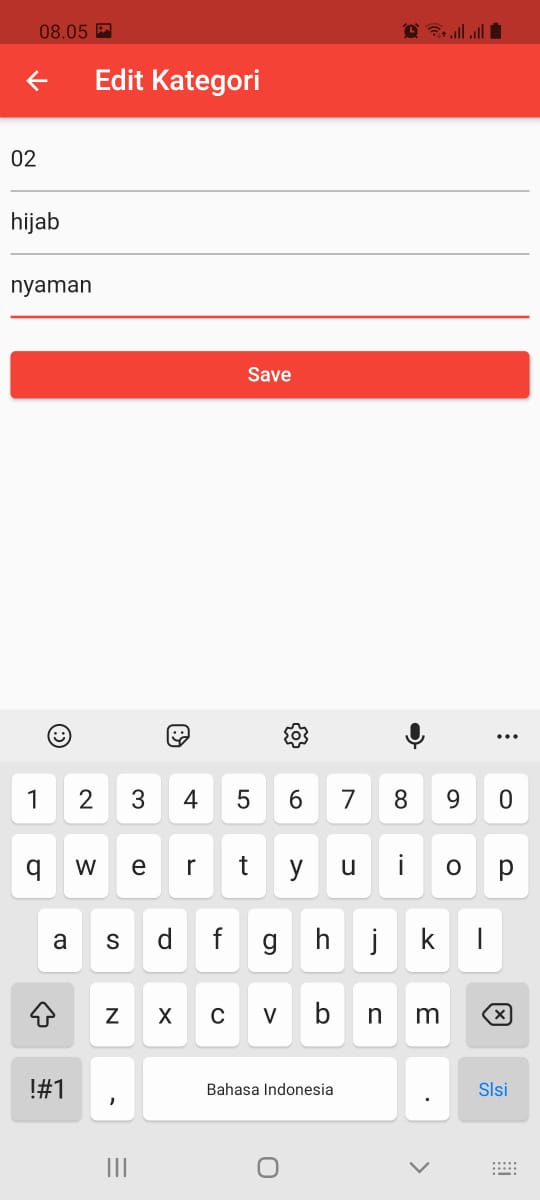 08.05
Edit Kategori
02
hijab
nyaman
Save
1 2 3 4 5 6 7 8 9 0
q w e r t y u i o p
a s d f g h j k l
z x c v b n m
!#1 , Bahasa Indonesia . Slsi